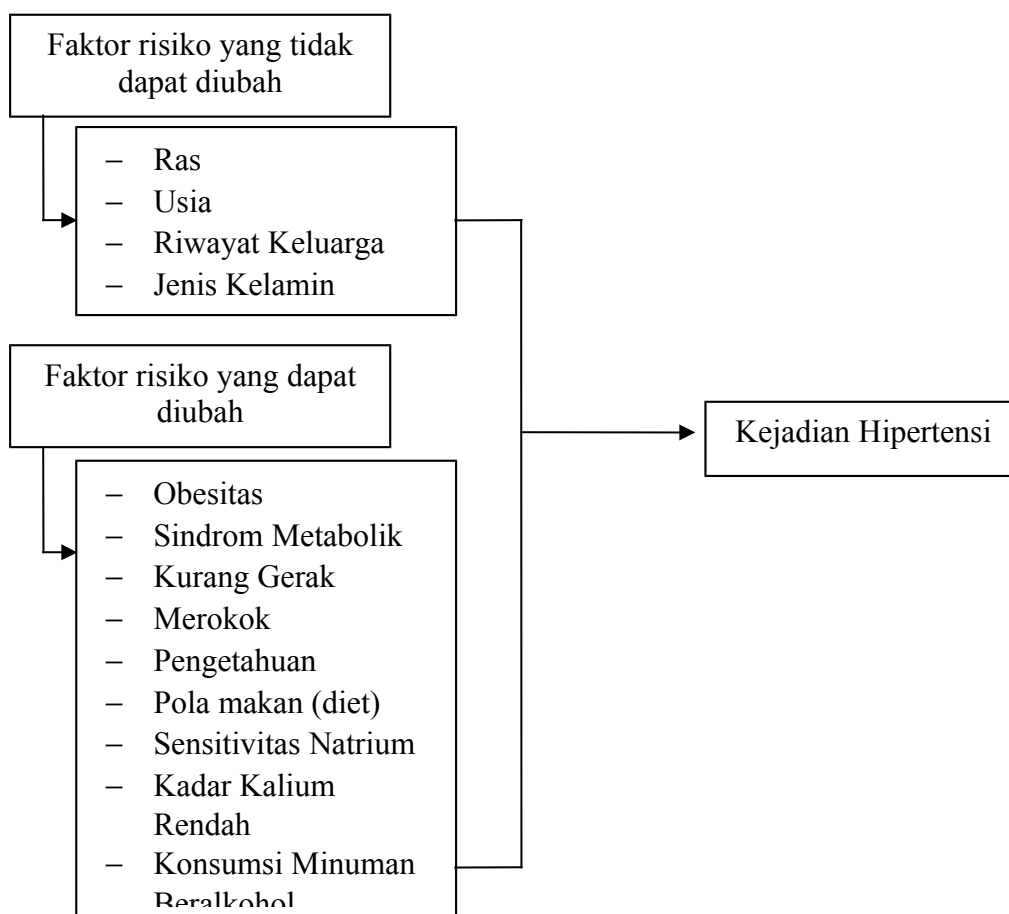 Faktor risiko yang tidak
dapat diubah
– Ras
– Usia
– Riwayat Keluarga
– Jenis Kelamin
Faktor risiko yang dapat
diubah
– Obesitas
– Sindrom Metabolik
– Kurang Gerak
– Merokok
– Pengetahuan
– Pola makan (diet)
– Sensitivitas Natrium
– Kadar Kalium
Rendah
– Konsumsi Minuman
Beralkohol
Kejadian Hipertensi